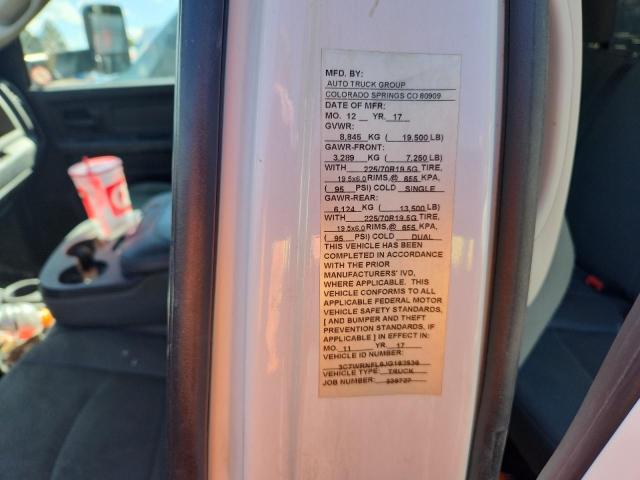 MFD. BY:
AUTO TRUCK GROUP
COLORADO SPRINGS CO 80909
DATE OF MFR:
MO. 12 YR. 17
GVWR:
8,845 KG ( 19,500 LB)
GAWR-FRONT:
3,289 KG ( 7,250 LB)
WITH 225/70R19.5G TIRE,
19.5x6.0 RIMS,@ 655 KPA,
( 95 PSI) COLD SINGLE
GAWR-REAR:
6,124 KG ( 13,500 LB)
WITH 225/70R19.5G TIRE,
19.5x6.0 RIMS,@ 655 KPA,
( 95 PSI) COLD DUAL
THIS VEHICLE HAS BEEN
COMPLETED IN ACCORDANCE
WITH THE PRIOR
MANUFACTURERS' IVD,
WHERE APPLICABLE. THIS
VEHICLE CONFORMS TO ALL
APPLICABLE FEDERAL MOTOR
VEHICLE SAFETY STANDARDS,
[ AND BUMPER AND THEFT
PREVENTION STANDARDS, IF
APPLICABLE ] IN EFFECT IN:
MO. 11 YR. 17
VEHICLE ID NUMBER:
VEHICLE TYPE: TRUCK
JOB NUMBER: